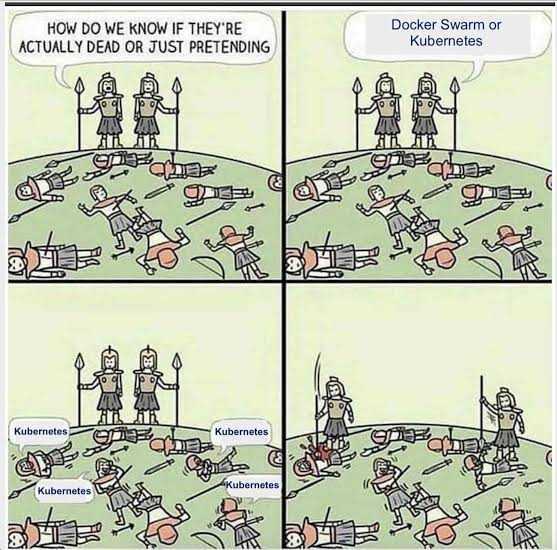 HOW DO WE KNOW IF THEY'RE
ACTUALLY DEAD OR JUST PRETENDING
Docker Swarm or
Kubernetes
Kubernetes
Kubernetes
Kubernetes
Kubernetes